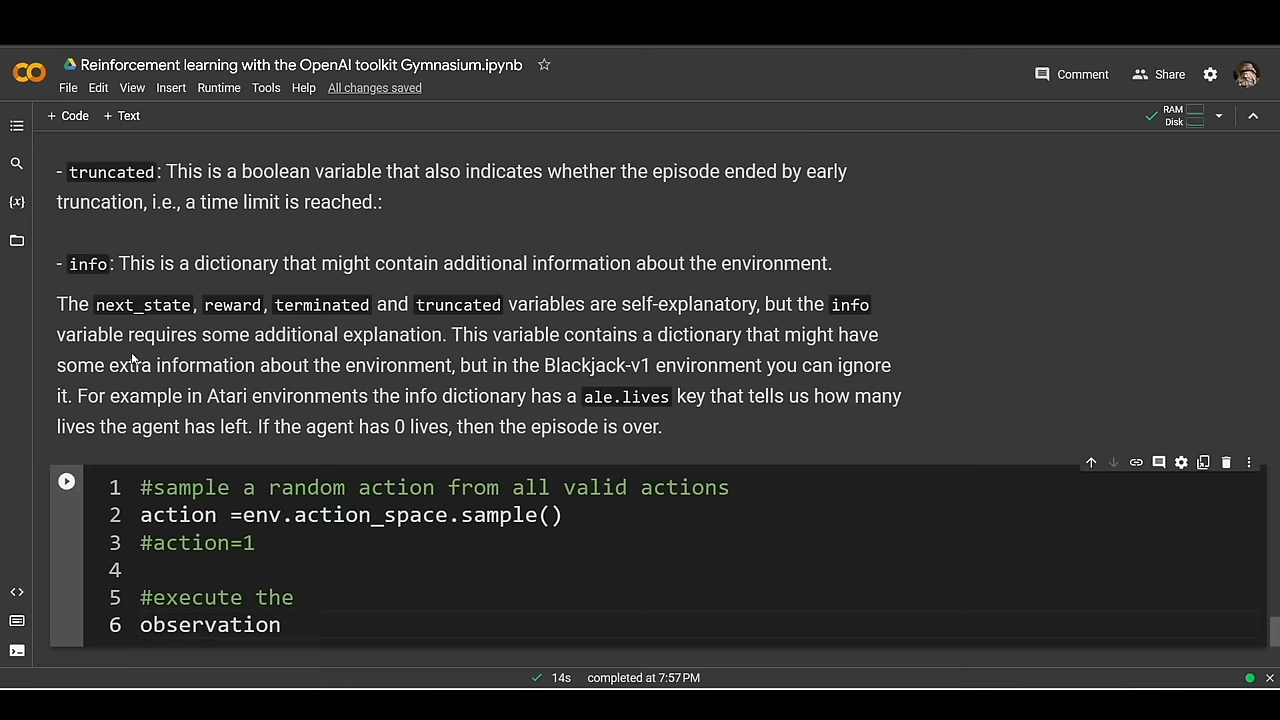 Reinforcement learning with the OpenAI toolkit Gymnasium.ipynb
File Edit View Insert Runtime Tools Help All changes saved
Comment Share
+ Code + Text
RAM
Disk
- truncated: This is a boolean variable that also indicates whether the episode ended by early
truncation, i.e., a time limit is reached.:
- info: This is a dictionary that might contain additional information about the environment.
The next_state, reward, terminated and truncated variables are self-explanatory, but the info
variable requires some additional explanation. This variable contains a dictionary that might have
some extra information about the environment, but in the Blackjack-v1 environment you can ignore
it. For example in Atari environments the info dictionary has a ale.lives key that tells us how many
lives the agent has left. If the agent has 0 lives, then the episode is over.
1 #sample a random action from all valid actions
2 action =env.action_space.sample()
3 #action=1
4
5 #execute the
6 observation
14s completed at 7:57 PM